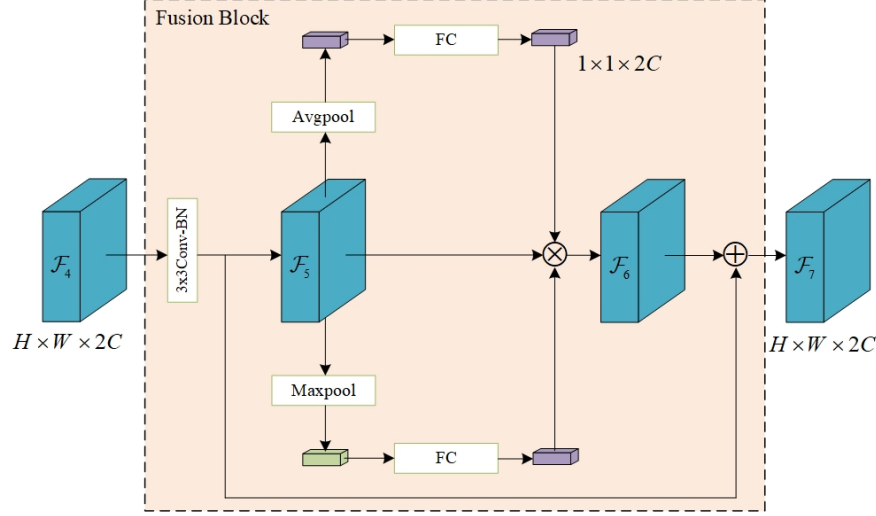 Fusion Block
FC
1×1×2C
Avgpool
3x3Conv-BN
F₄
F₅
F₆
F₇
H×W×2C
H×W×2C
Maxpool
FC